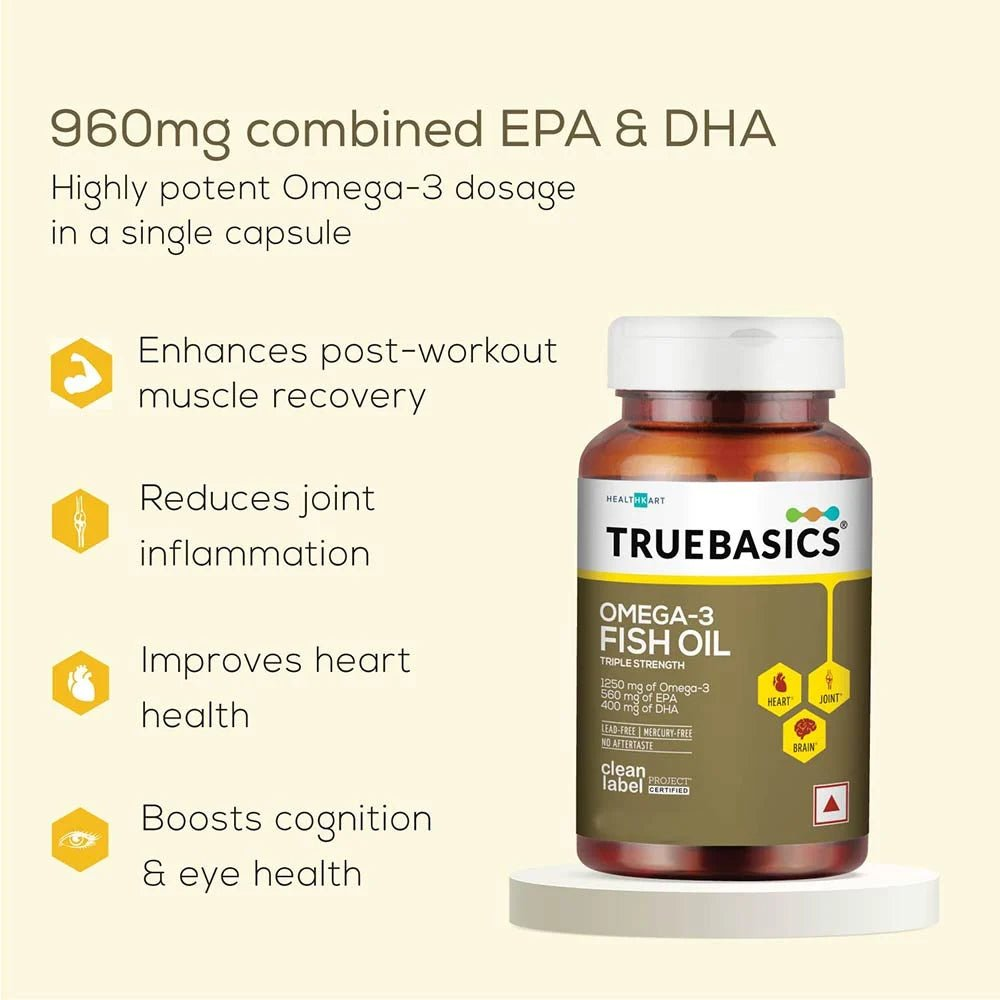 960mg combined EPA & DHA
Highly potent Omega-3 dosage
in a single capsule
Enhances post-workout
muscle recovery
Reduces joint
inflammation
Improves heart
health
Boosts cognition
& eye health
HEALTHKART
TRUEBASICS®
OMEGA-3
FISH OIL
TRIPLE STRENGTH
1250 mg of Omega-3
560 mg of EPA
400 mg of DHA
LEAD-FREE | MERCURY-FREE
NO AFTERTASTE
HEART
JOINT
BRAIN
clean
label PROJECT
CERTIFIED